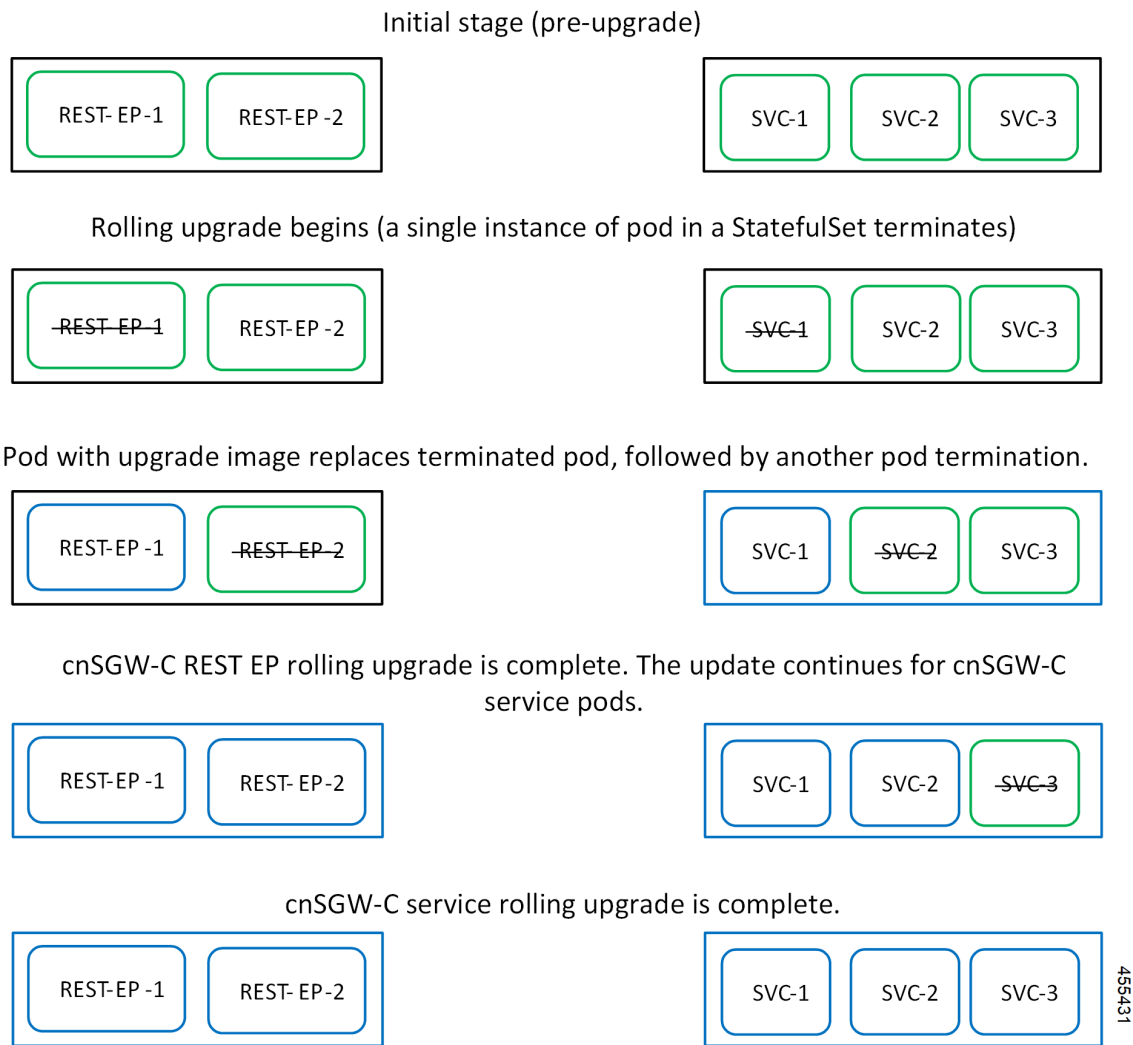 Initial stage (pre-upgrade)
REST- EP -1 REST-EP -2 SVC-1 SVC-2 SVC-3
Rolling upgrade begins (a single instance of pod in a StatefulSet terminates)
REST- EP -1 REST-EP -2 SVC-1 SVC-2 SVC-3
Pod with upgrade image replaces terminated pod, followed by another pod termination.
REST-EP -1 REST- EP -2 SVC-1 SVC-2 SVC-3
cnSGW-C REST EP rolling upgrade is complete. The update continues for cnSGW-C
service pods.
REST-EP -1 REST- EP -2 SVC-1 SVC-2 SVC-3
cnSGW-C service rolling upgrade is complete.
REST-EP -1 REST- EP -2 SVC-1 SVC-2 SVC-3
455431